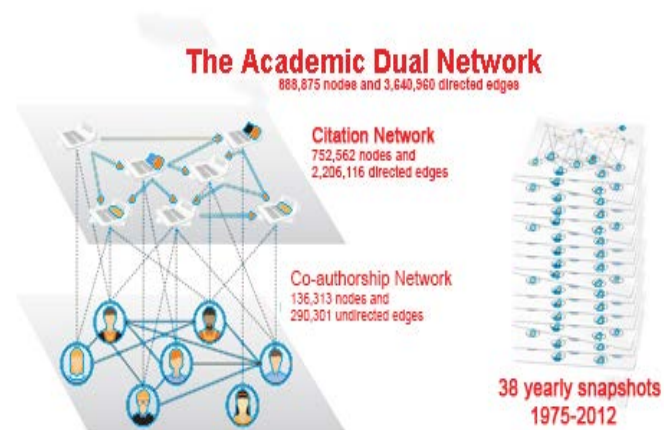 The Academic Dual Network
888,875 nodes and 3,640,960 directed edges
Citation Network
752,562 nodes and
2,206,116 directed edges
Co-authorship Network
136,313 nodes and
290,301 undirected edges
38 yearly snapshots
1975-2012